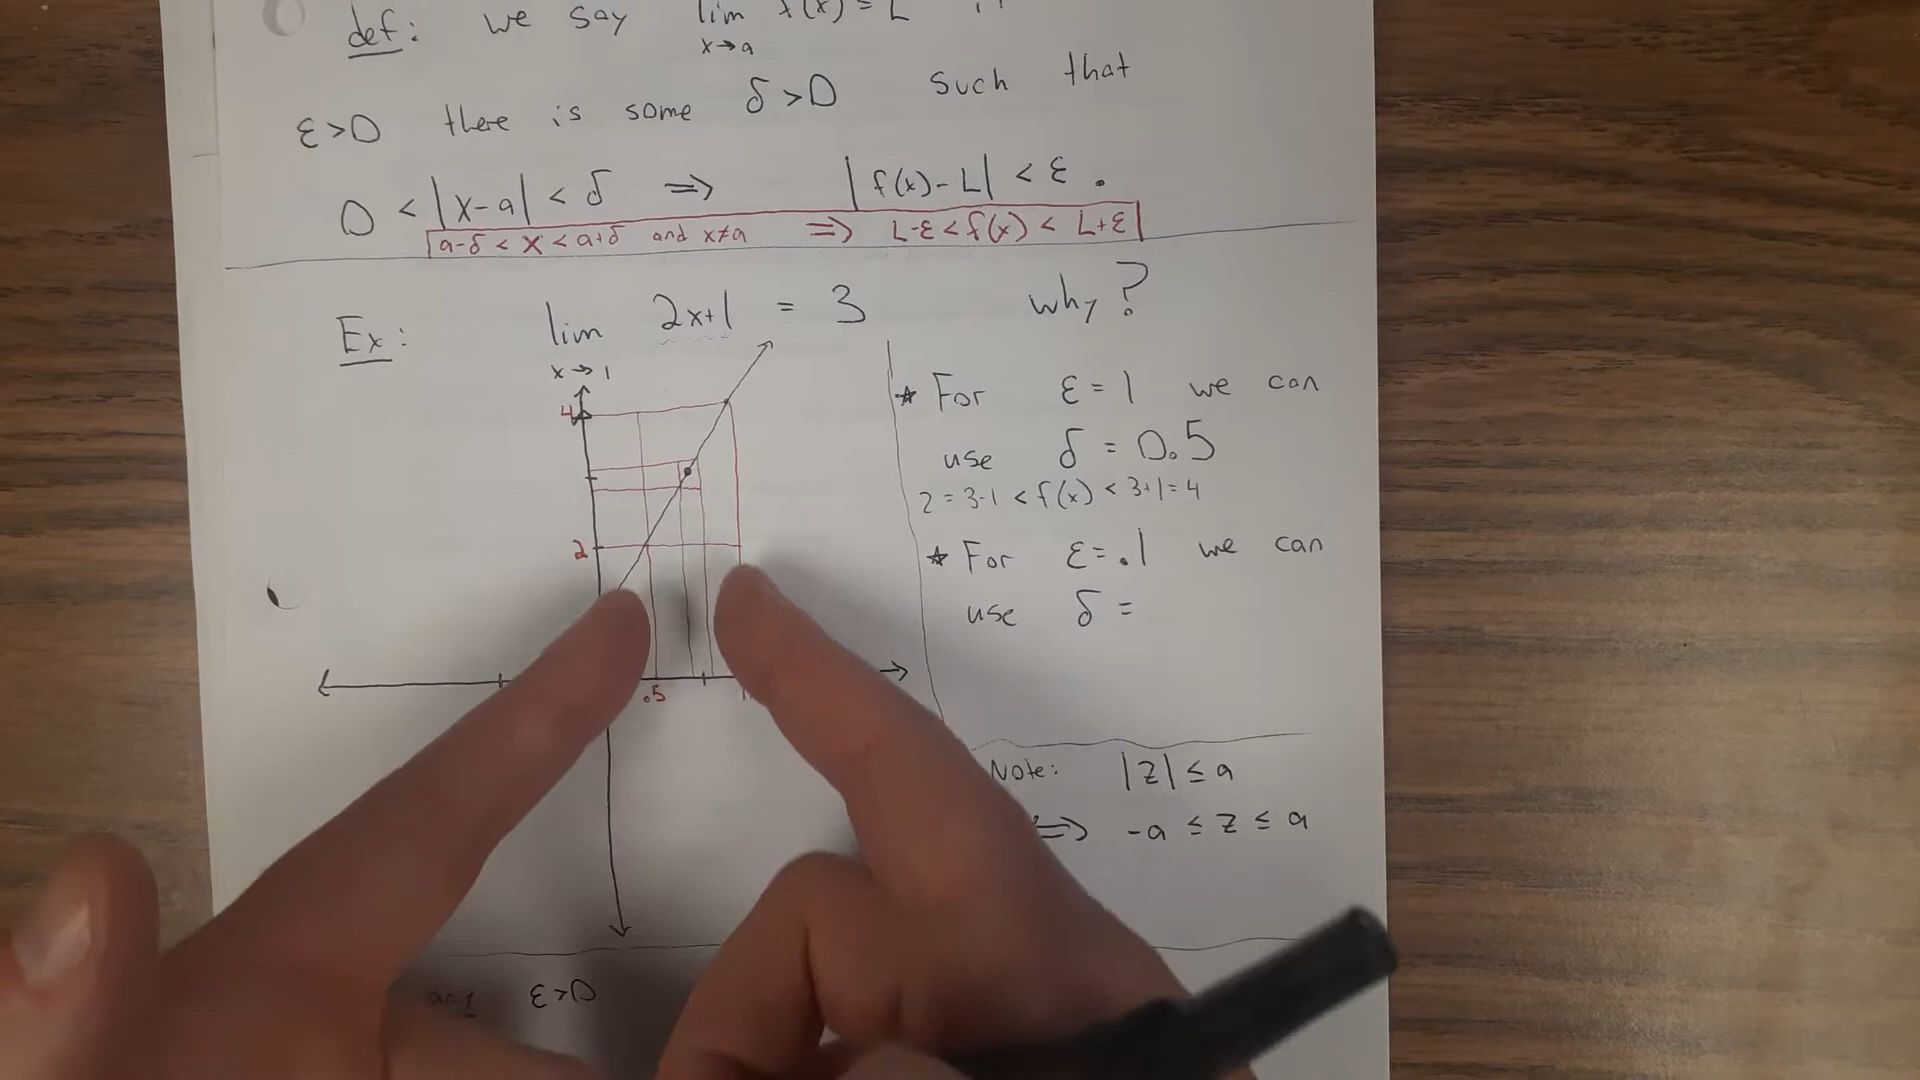 def: we say lim f(x) = L
x→a
ε>0 there is some δ>0 such that
0 < |x-a| < δ ⇒ |f(x)-L| < ε.
a-δ < x < a+δ and x≠a ⇒ L-ε < f(x) < L+ε
Ex: lim 2x+1 = 3 why?
x→1
4
2
.5
* For ε = 1 we can
use δ = 0.5
2 = 3-1 < f(x) < 3+1 = 4
* For ε = .1 we can
use δ =
Note: |z| ≤ a
⇔ -a ≤ z ≤ a
ε>0